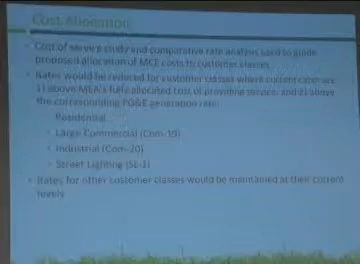 Cost Allocation
• Cost of service study and comparative rate analysis used to guide
proposed allocation of MCE costs to customer classes
• Rates would be reduced for customer classes where current rates are
1) above MEA's fully allocated cost of providing service; and 2) above
the corresponding PG&E generation rate:
Residential
• Large Commercial (Com-19)
• Industrial (Com-20)
• Street Lighting (SL-1)
• Rates for other customer classes would be maintained at their current
levels